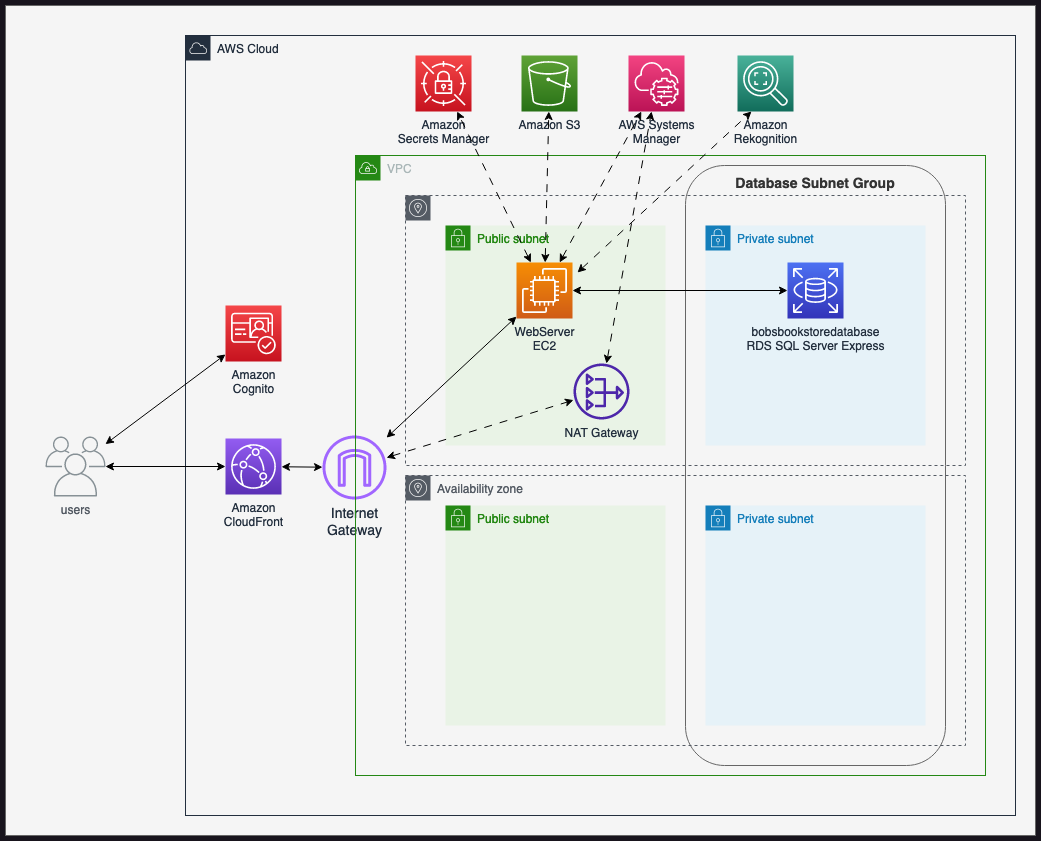 AWS Cloud
Amazon
Secrets Manager
Amazon S3
AWS Systems
Manager
Amazon
Rekognition
VPC
Database Subnet Group
Public subnet
Private subnet
WebServer
EC2
bobsbookstoredatabase
RDS SQL Server Express
Amazon
Cognito
NAT Gateway
users
Amazon
CloudFront
Internet
Gateway
Availability zone
Public subnet
Private subnet